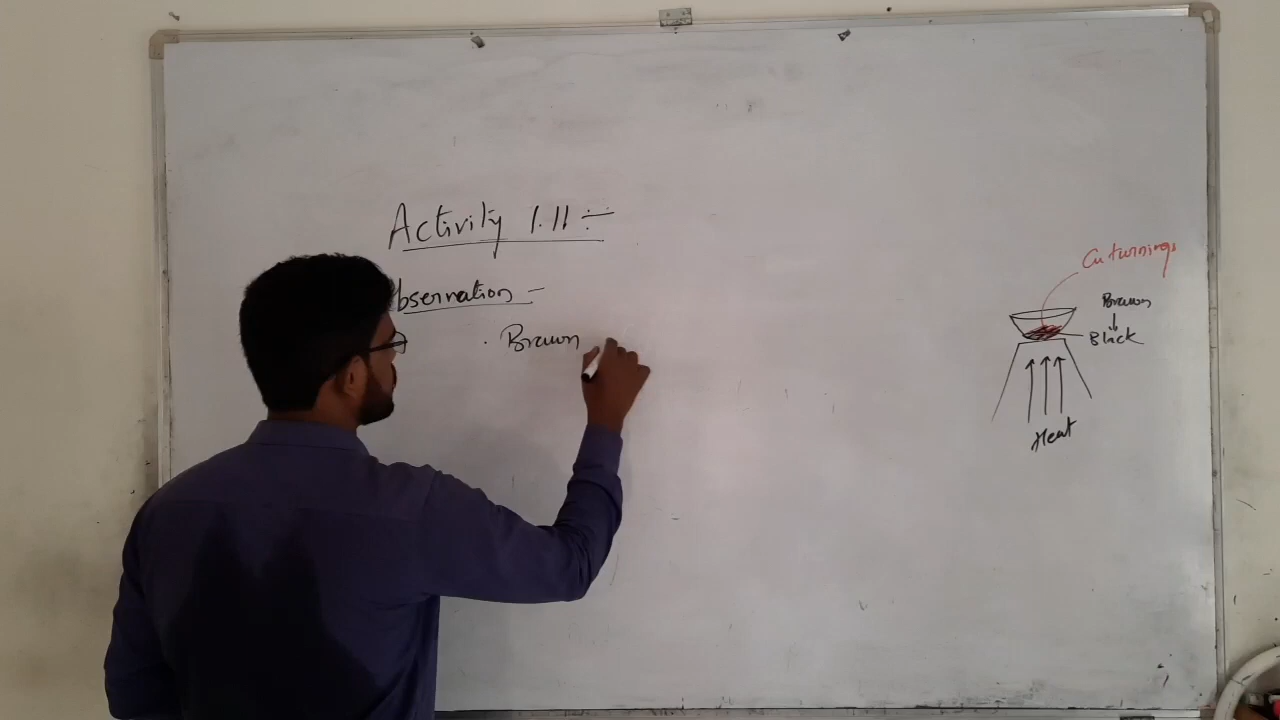 Activity 1.11 :-
bservation -
. Brown
Cu turnings
Brown
Black
Heat